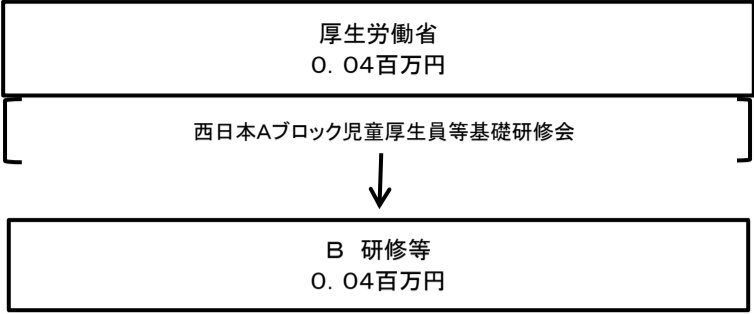 厚生労働省
０．０４百万円
西日本Aブロック児童厚生員等基礎研修会
Ｂ　研修等
０．０４百万円